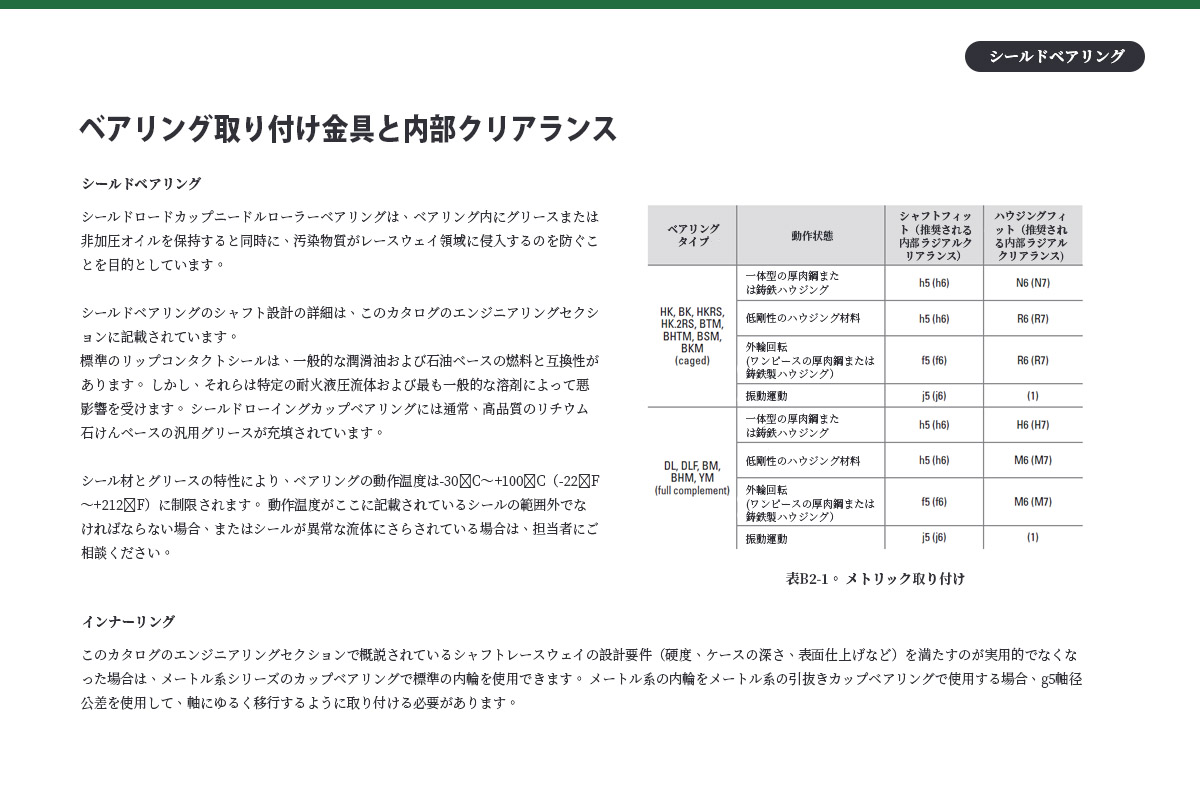 シールドベアリング
ベアリング取り付け金具と内部クリアランス
シールドベアリング
シールドロードカップニードルローラーベアリングは、ベアリング内にグリースまたは
非加圧オイルを保持すると同時に、汚染物質がレースウェイ領域に侵入するのを防ぐこ
とを目的としています。
シールドベアリングのシャフト設計の詳細は、このカタログのエンジニアリングセクシ
ョンに記載されています。
標準のリップコンタクトシールは、一般的な潤滑油および石油ベースの燃料と互換性が
あります。 しかし、それらは特定の耐火液圧流体および最も一般的な溶剤によって悪
影響を受けます。 シールドローイングカップベアリングには通常、高品質のリチウム
石けんベースの汎用グリースが充填されています。
シール材とグリースの特性により、ベアリングの動作温度は-30☒C〜+100☒C（-22☒F
〜+212☒F）に制限されます。 動作温度がここに記載されているシールの範囲外でな
ければならない場合、またはシールが異常な流体にさらされている場合は、担当者にご
相談ください。
ベアリング
タイプ
動作状態
シャフトフィッ
ト（推奨される
内部ラジアルク
リアランス）
ハウジングフィ
ット（推奨され
る内部ラジアル
クリアランス)
HK, BK, HKRS,
HK.2RS, BTM,
BHTM, BSM,
BKM
(caged)
一体型の厚肉鋼また
は鋳鉄ハウジング
h5 (h6)
N6 (N7)
低剛性のハウジング材料
h5 (h6)
R6 (R7)
外輪回転
(ワンピースの厚肉鋼または
鋳鉄製ハウジング）
f5 (f6)
R6 (R7)
振動運動
j5 (j6)
(1)
DL, DLF, BM,
BHM, YM
(full complement)
一体型の厚肉鋼また
は鋳鉄ハウジング
h5 (h6)
H6 (H7)
低剛性のハウジング材料
h5 (h6)
M6 (M7)
外輪回転
(ワンピースの厚肉鋼または
鋳鉄製ハウジング）
f5 (f6)
M6 (M7)
振動運動
j5 (j6)
(1)
表B2-1。 メトリック取り付け
インナーリング
このカタログのエンジニアリングセクションで概説されているシャフトレースウェイの設計要件（硬度、ケースの深さ、表面仕上げなど）を満たすのが実用的でなくな
った場合は、メートル系シリーズのカップベアリングで標準の内輪を使用できます。 メートル系の内輪をメートル系の引抜きカップベアリングで使用する場合、g5軸径
公差を使用して、軸にゆるく移行するように取り付ける必要があります。